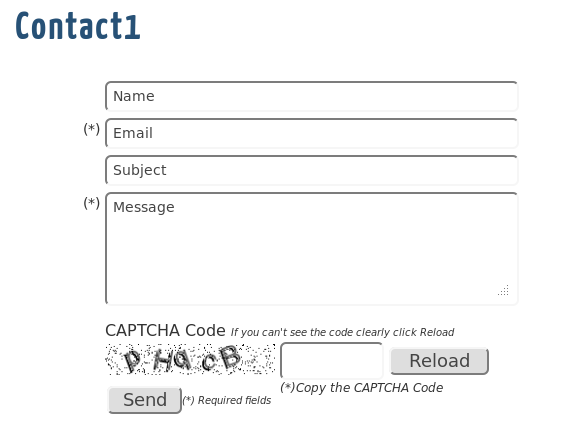 Contact1
Name
(*) Email
Subject
(*) Message
CAPTCHA Code If you can't see the code clearly click Reload
Reload
(*)Copy the CAPTCHA Code
Send (*) Required fields